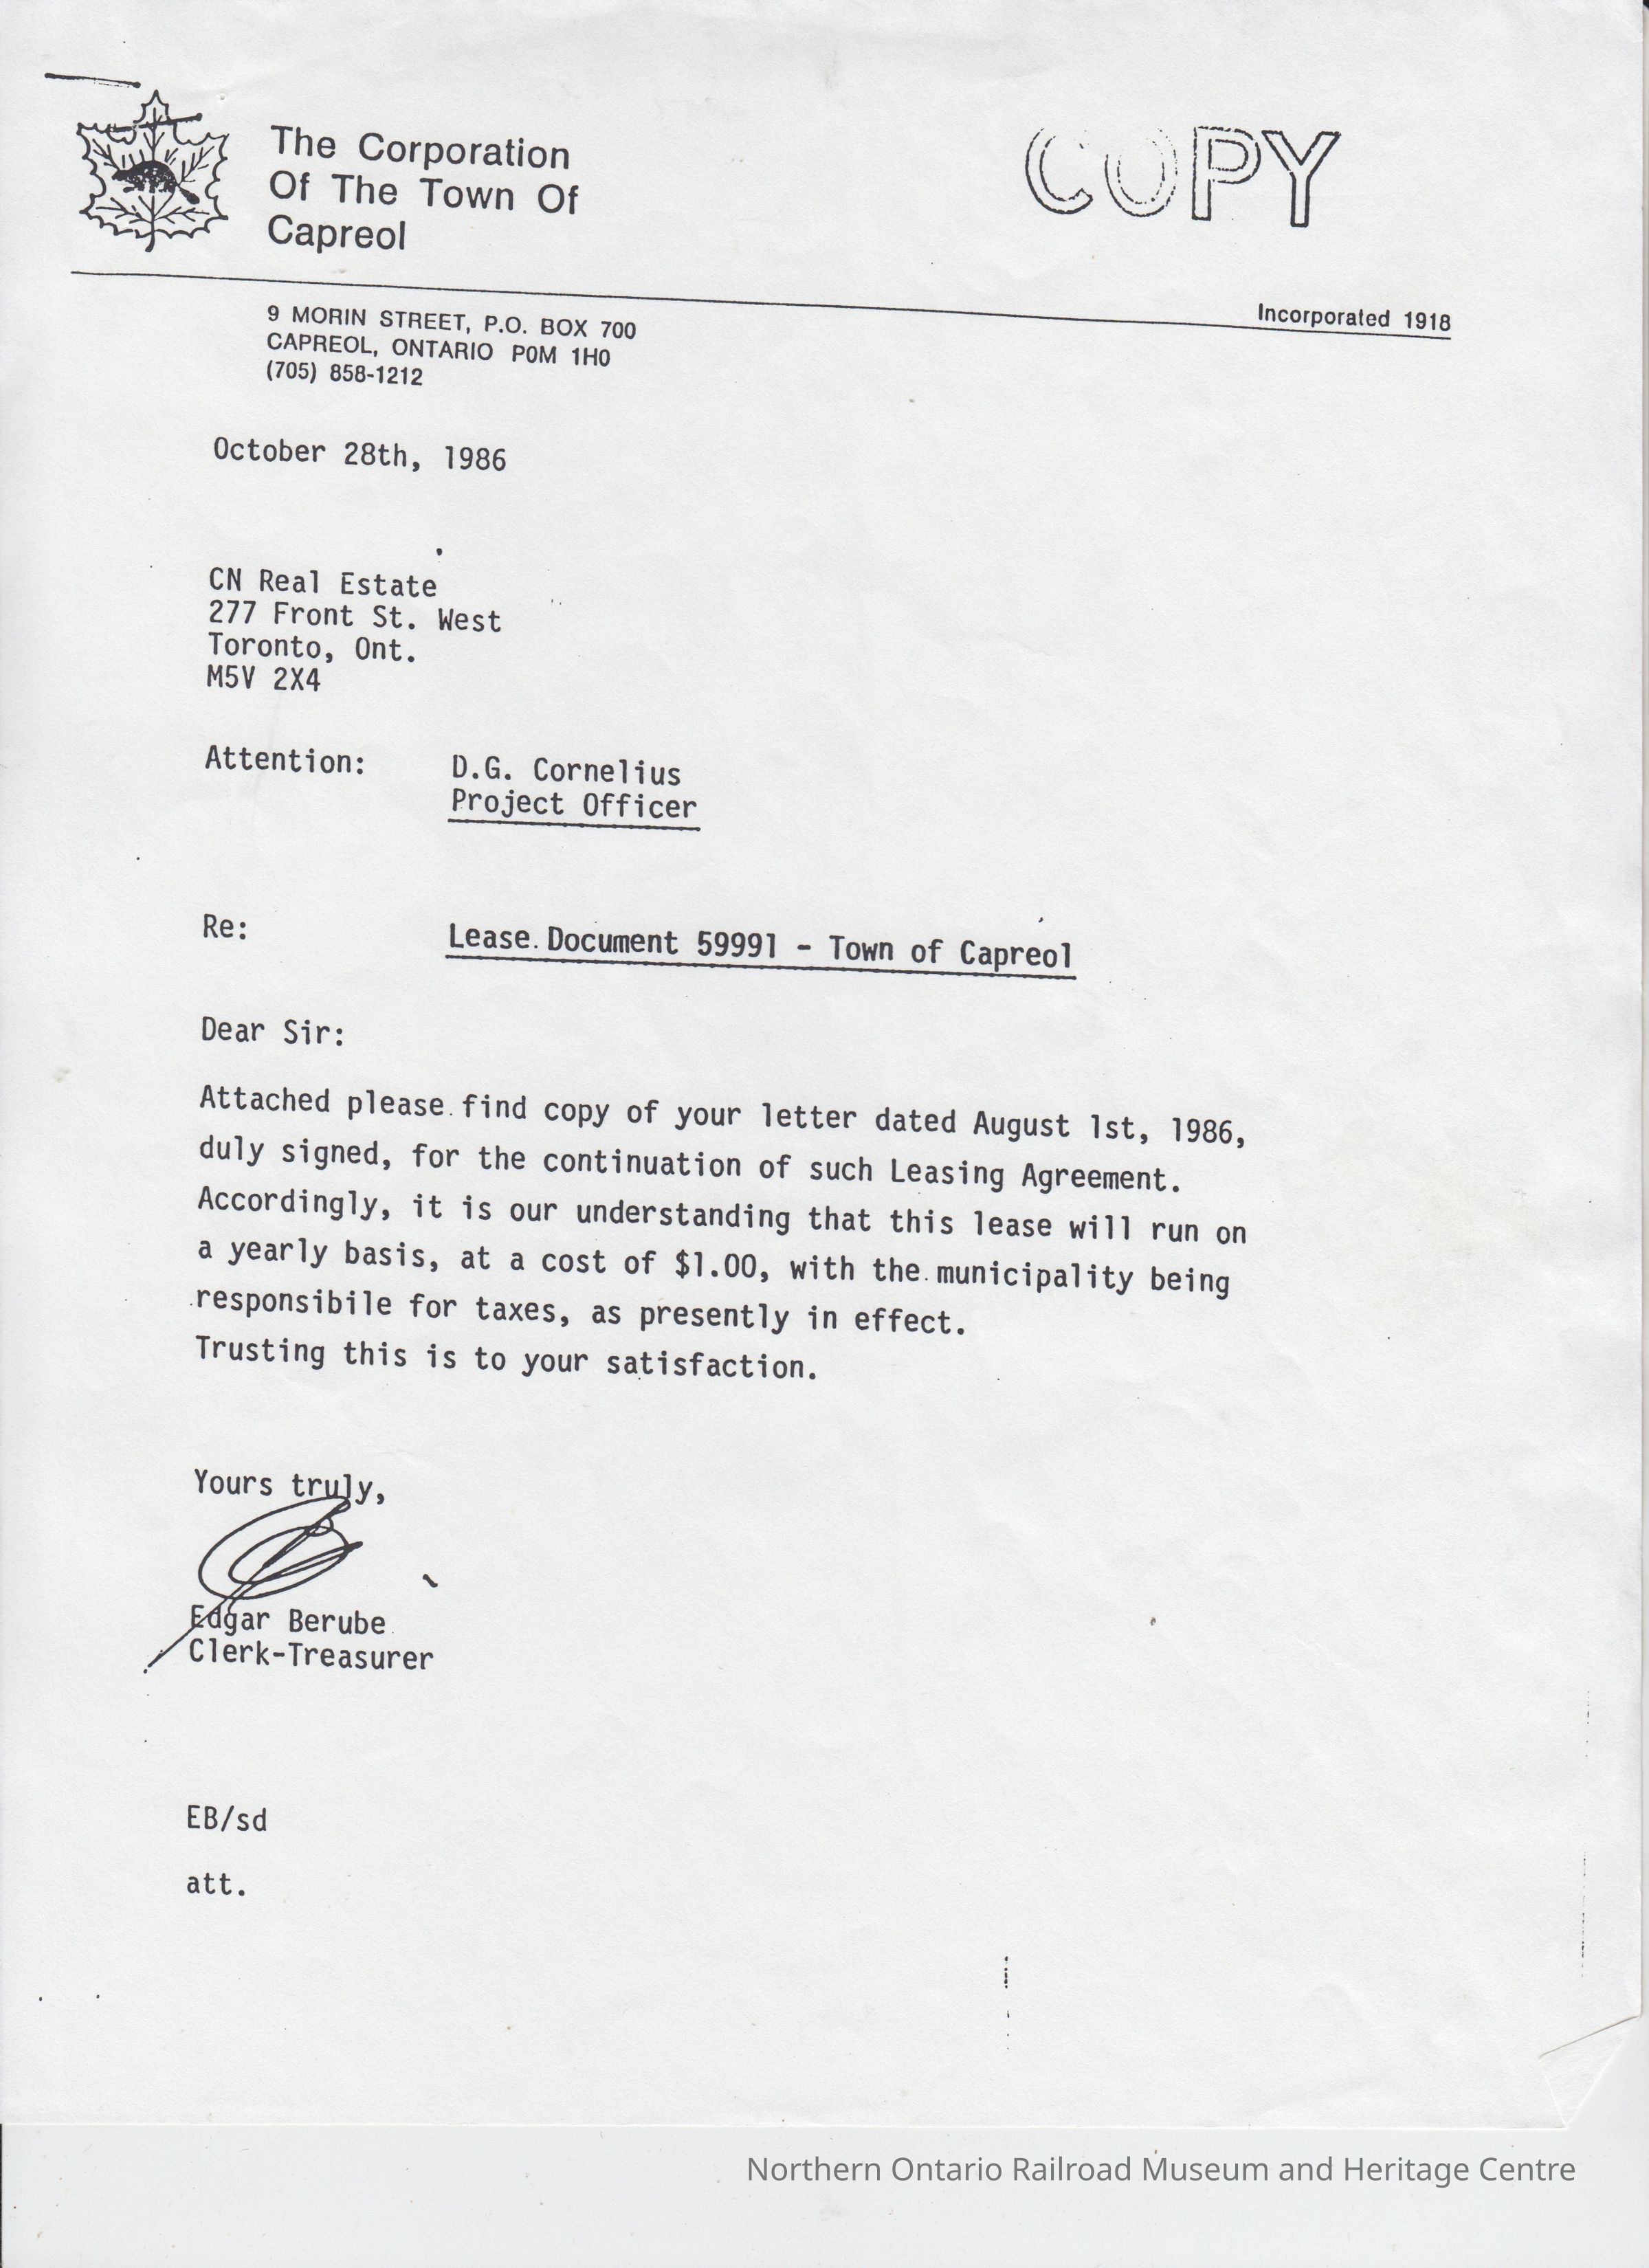 The Corporation
Of The Town Of
Capreol
COPY
Incorporated 1918
9 MORIN STREET, P.O. BOX 700
CAPREOL, ONTARIO P0M 1H0
(705) 858-1212
October 28th, 1986
CN Real Estate
277 Front St. West
Toronto, Ont.
M5V 2X4
Attention: D.G. Cornelius
Project Officer
Re: Lease Document 59991 - Town of Capreol
Dear Sir:
Attached please find copy of your letter dated August 1st, 1986,
duly signed, for the continuation of such Leasing Agreement.
Accordingly, it is our understanding that this lease will run on
a yearly basis, at a cost of $1.00, with the municipality being
responsibile for taxes, as presently in effect.
Trusting this is to your satisfaction.
Yours truly,
Edgar Berube
Clerk-Treasurer
EB/sd
att.
Northern Ontario Railroad Museum and Heritage Centre